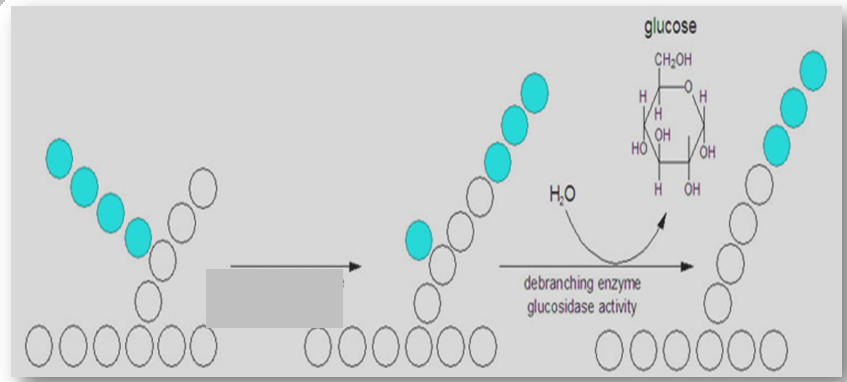 glucose
CH₂OH
O
H
H
H
OH
HO
OH
H
OH
H₂O
debranching enzyme
glucosidase activity